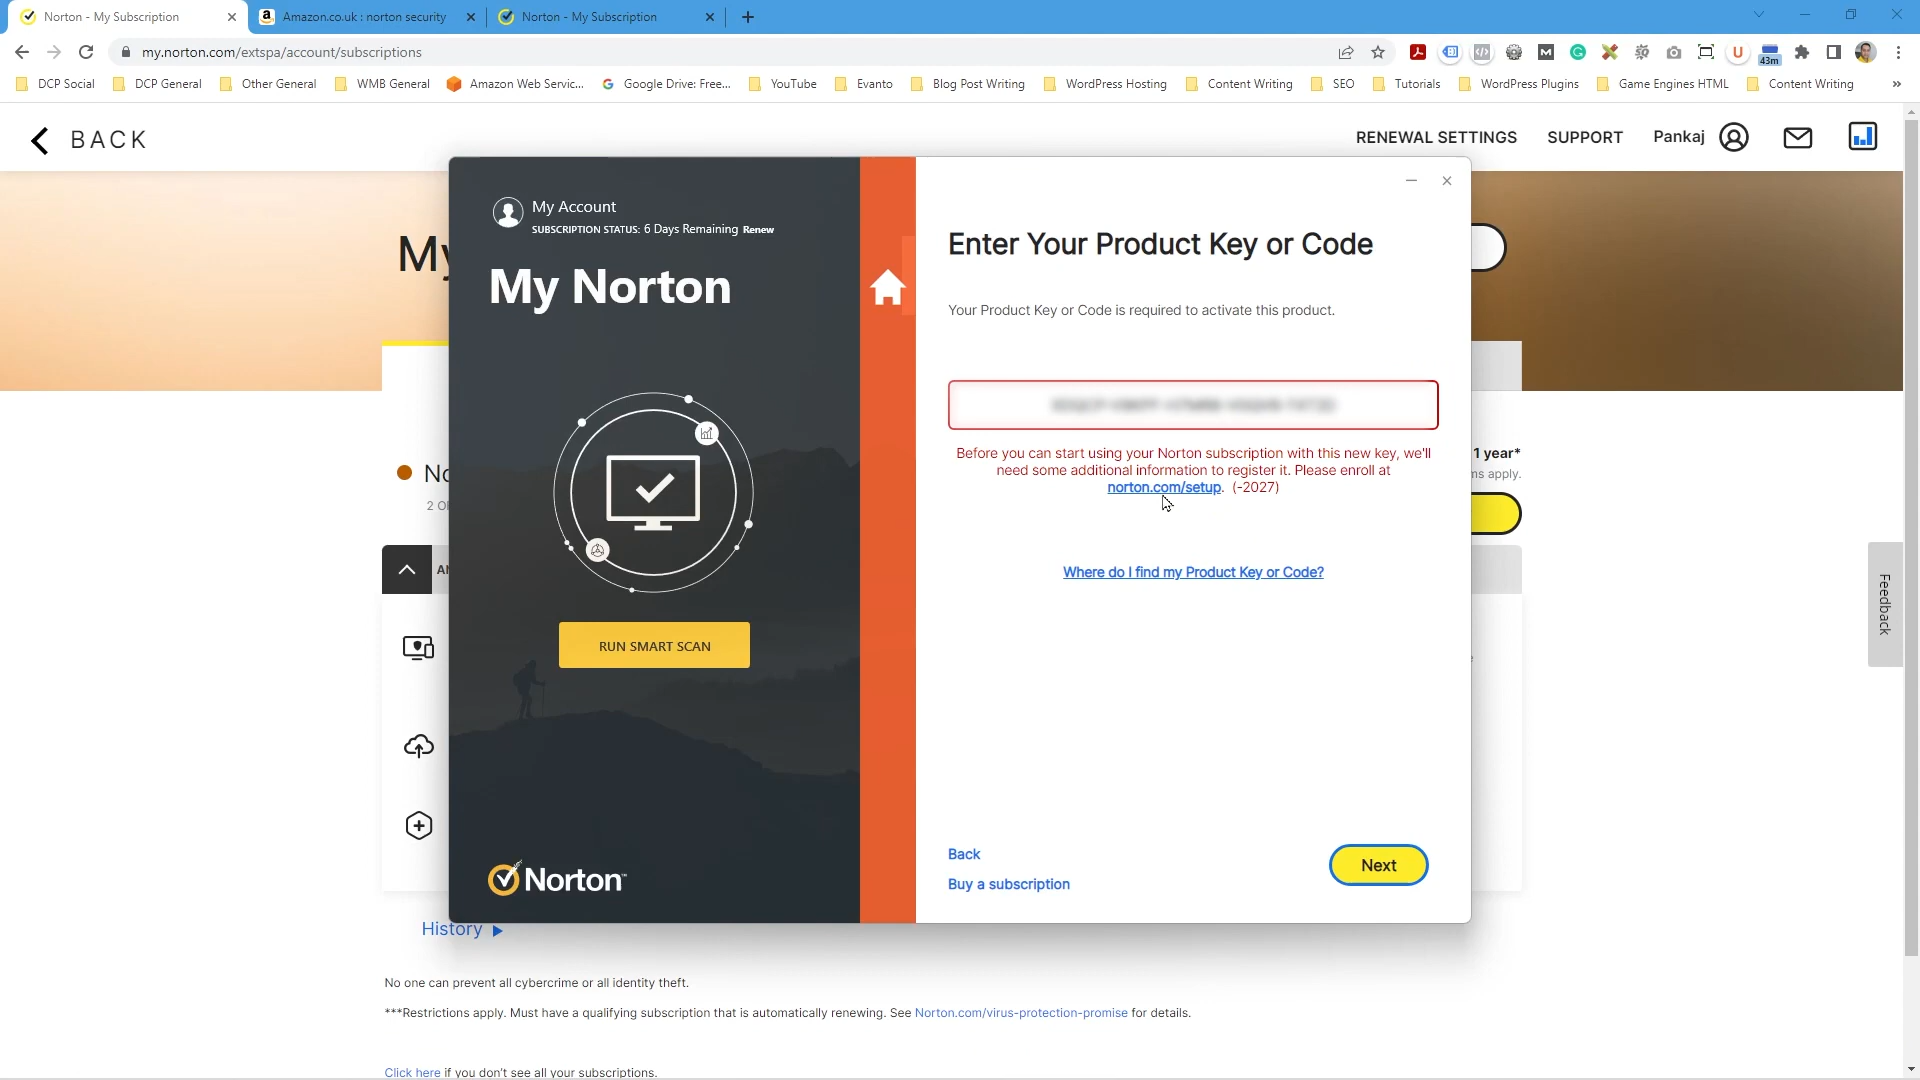 Norton - My Subscription
Amazon.co.uk : norton security
Norton - My Subscription
my.norton.com/extspa/account/subscriptions
43m
DCP Social
DCP General
Other General
WMB General
Amazon Web Servic...
Google Drive: Free...
YouTube
Evanto
Blog Post Writing
WordPress Hosting
Content Writing
SEO
Tutorials
WordPress Plugins
Game Engines HTML
Content Writing
BACK
RENEWAL SETTINGS
SUPPORT
Pankaj
My Account
SUBSCRIPTION STATUS: 6 Days Remaining Renew
My Norton
RUN SMART SCAN
Norton
Enter Your Product Key or Code
Your Product Key or Code is required to activate this product.
Before you can start using your Norton subscription with this new key, we'll
need some additional information to register it. Please enroll at
norton.com/setup. (-2027)
Where do I find my Product Key or Code?
Back
Buy a subscription
Next
My
1 year*
apply.
Feedback
History
No one can prevent all cybercrime or all identity theft.
***Restrictions apply. Must have a qualifying subscription that is automatically renewing. See Norton.com/virus-protection-promise for details.
Click here if you don't see all your subscriptions.